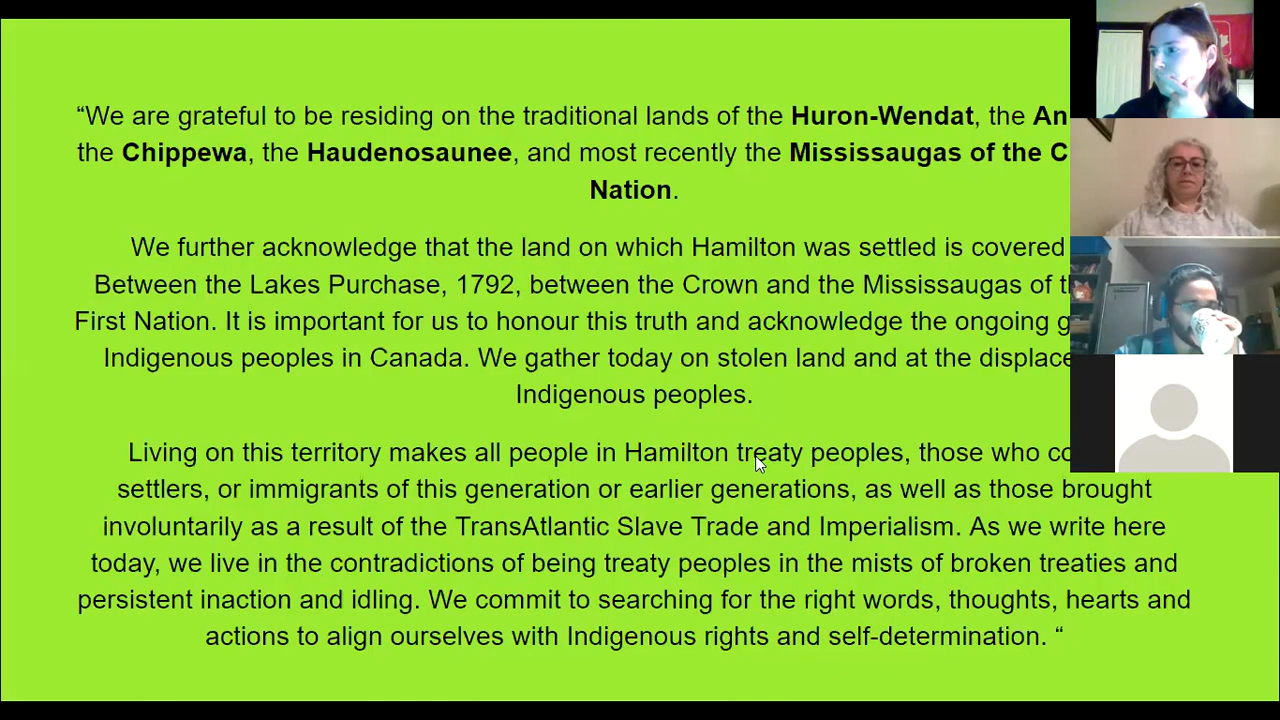 “We are grateful to be residing on the traditional lands of the Huron-Wendat, the
the Chippewa, the Haudenosaunee, and most recently the Mississaugas of the
Nation.
We further acknowledge that the land on which Hamilton was settled is covered
Between the Lakes Purchase, 1792, between the Crown and the Mississaugas of
First Nation. It is important for us to honour this truth and acknowledge the ongoing
Indigenous peoples in Canada. We gather today on stolen land and at the
Indigenous peoples.
Living on this territory makes all people in Hamilton treaty peoples, those who
settlers, or immigrants of this generation or earlier generations, as well as those brought
involuntarily as a result of the TransAtlantic Slave Trade and Imperialism. As we write here
today, we live in the contradictions of being treaty peoples in the mists of broken treaties and
persistent inaction and idling. We commit to searching for the right words, thoughts, hearts and
actions to align ourselves with Indigenous rights and self-determination. “